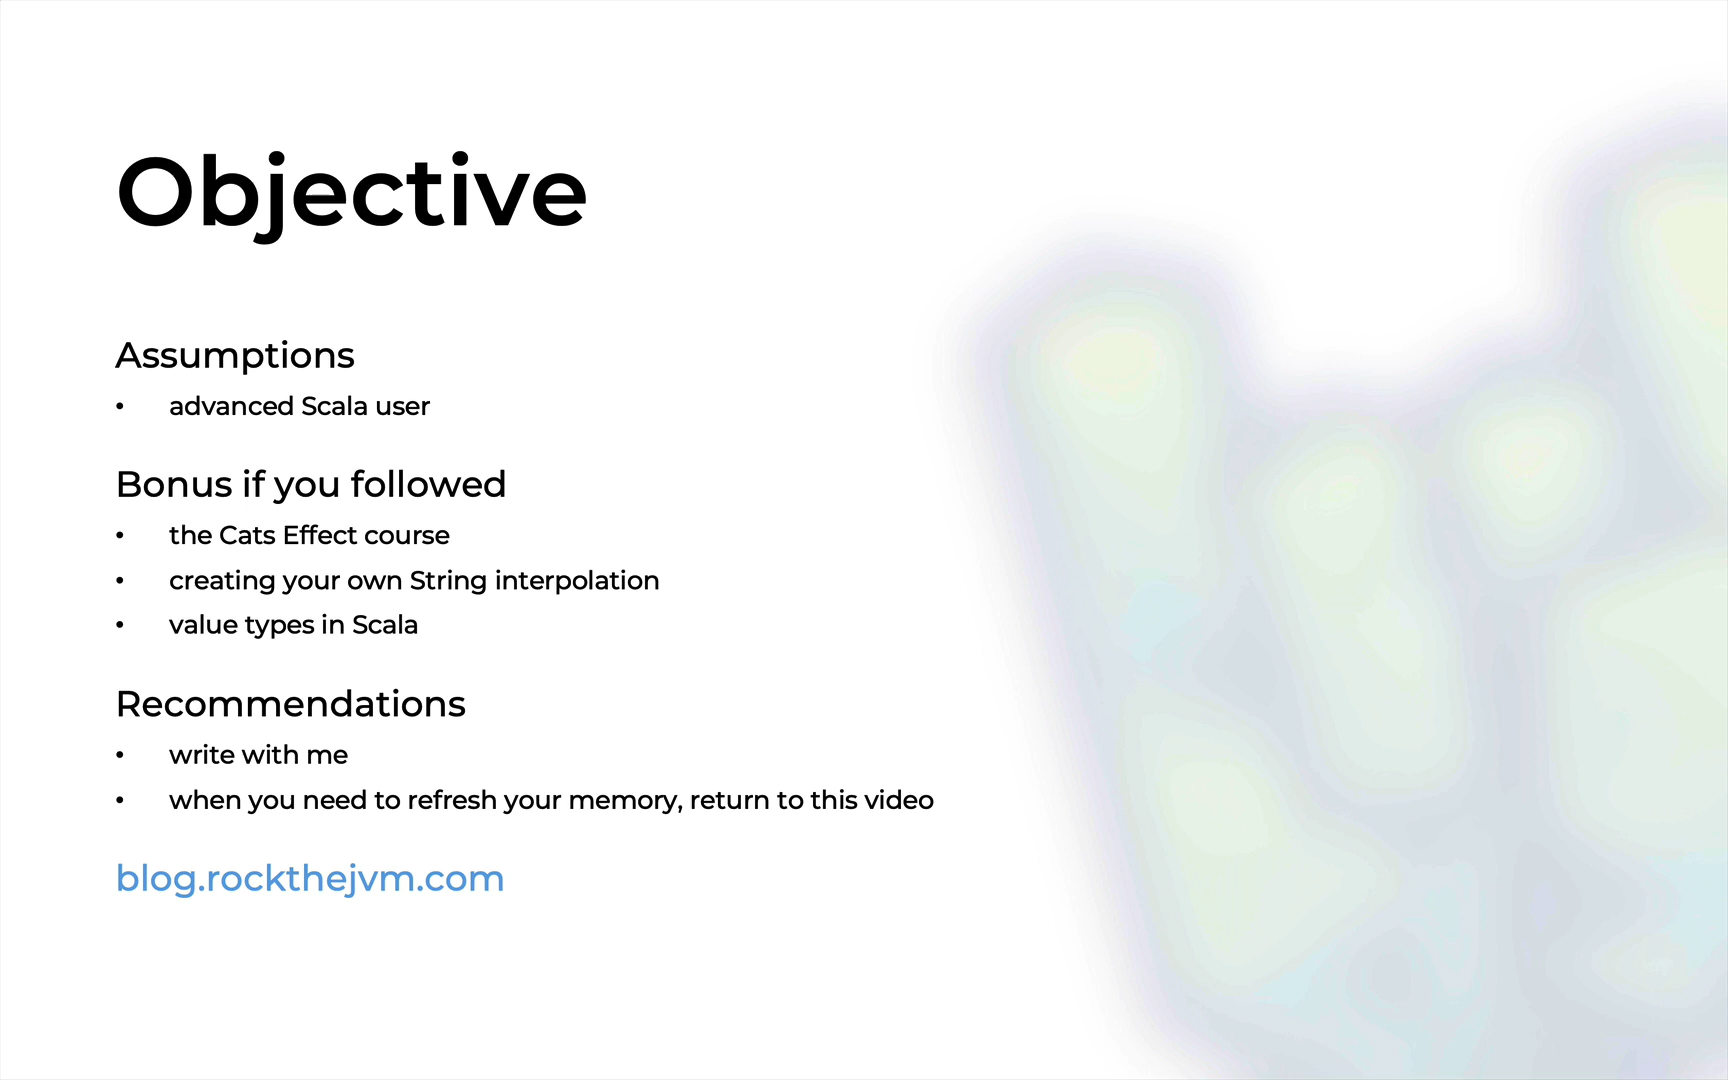 Objective
Assumptions
• advanced Scala user
Bonus if you followed
• the Cats Effect course
• creating your own String interpolation
• value types in Scala
Recommendations
• write with me
• when you need to refresh your memory, return to this video
blog.rockthejvm.com